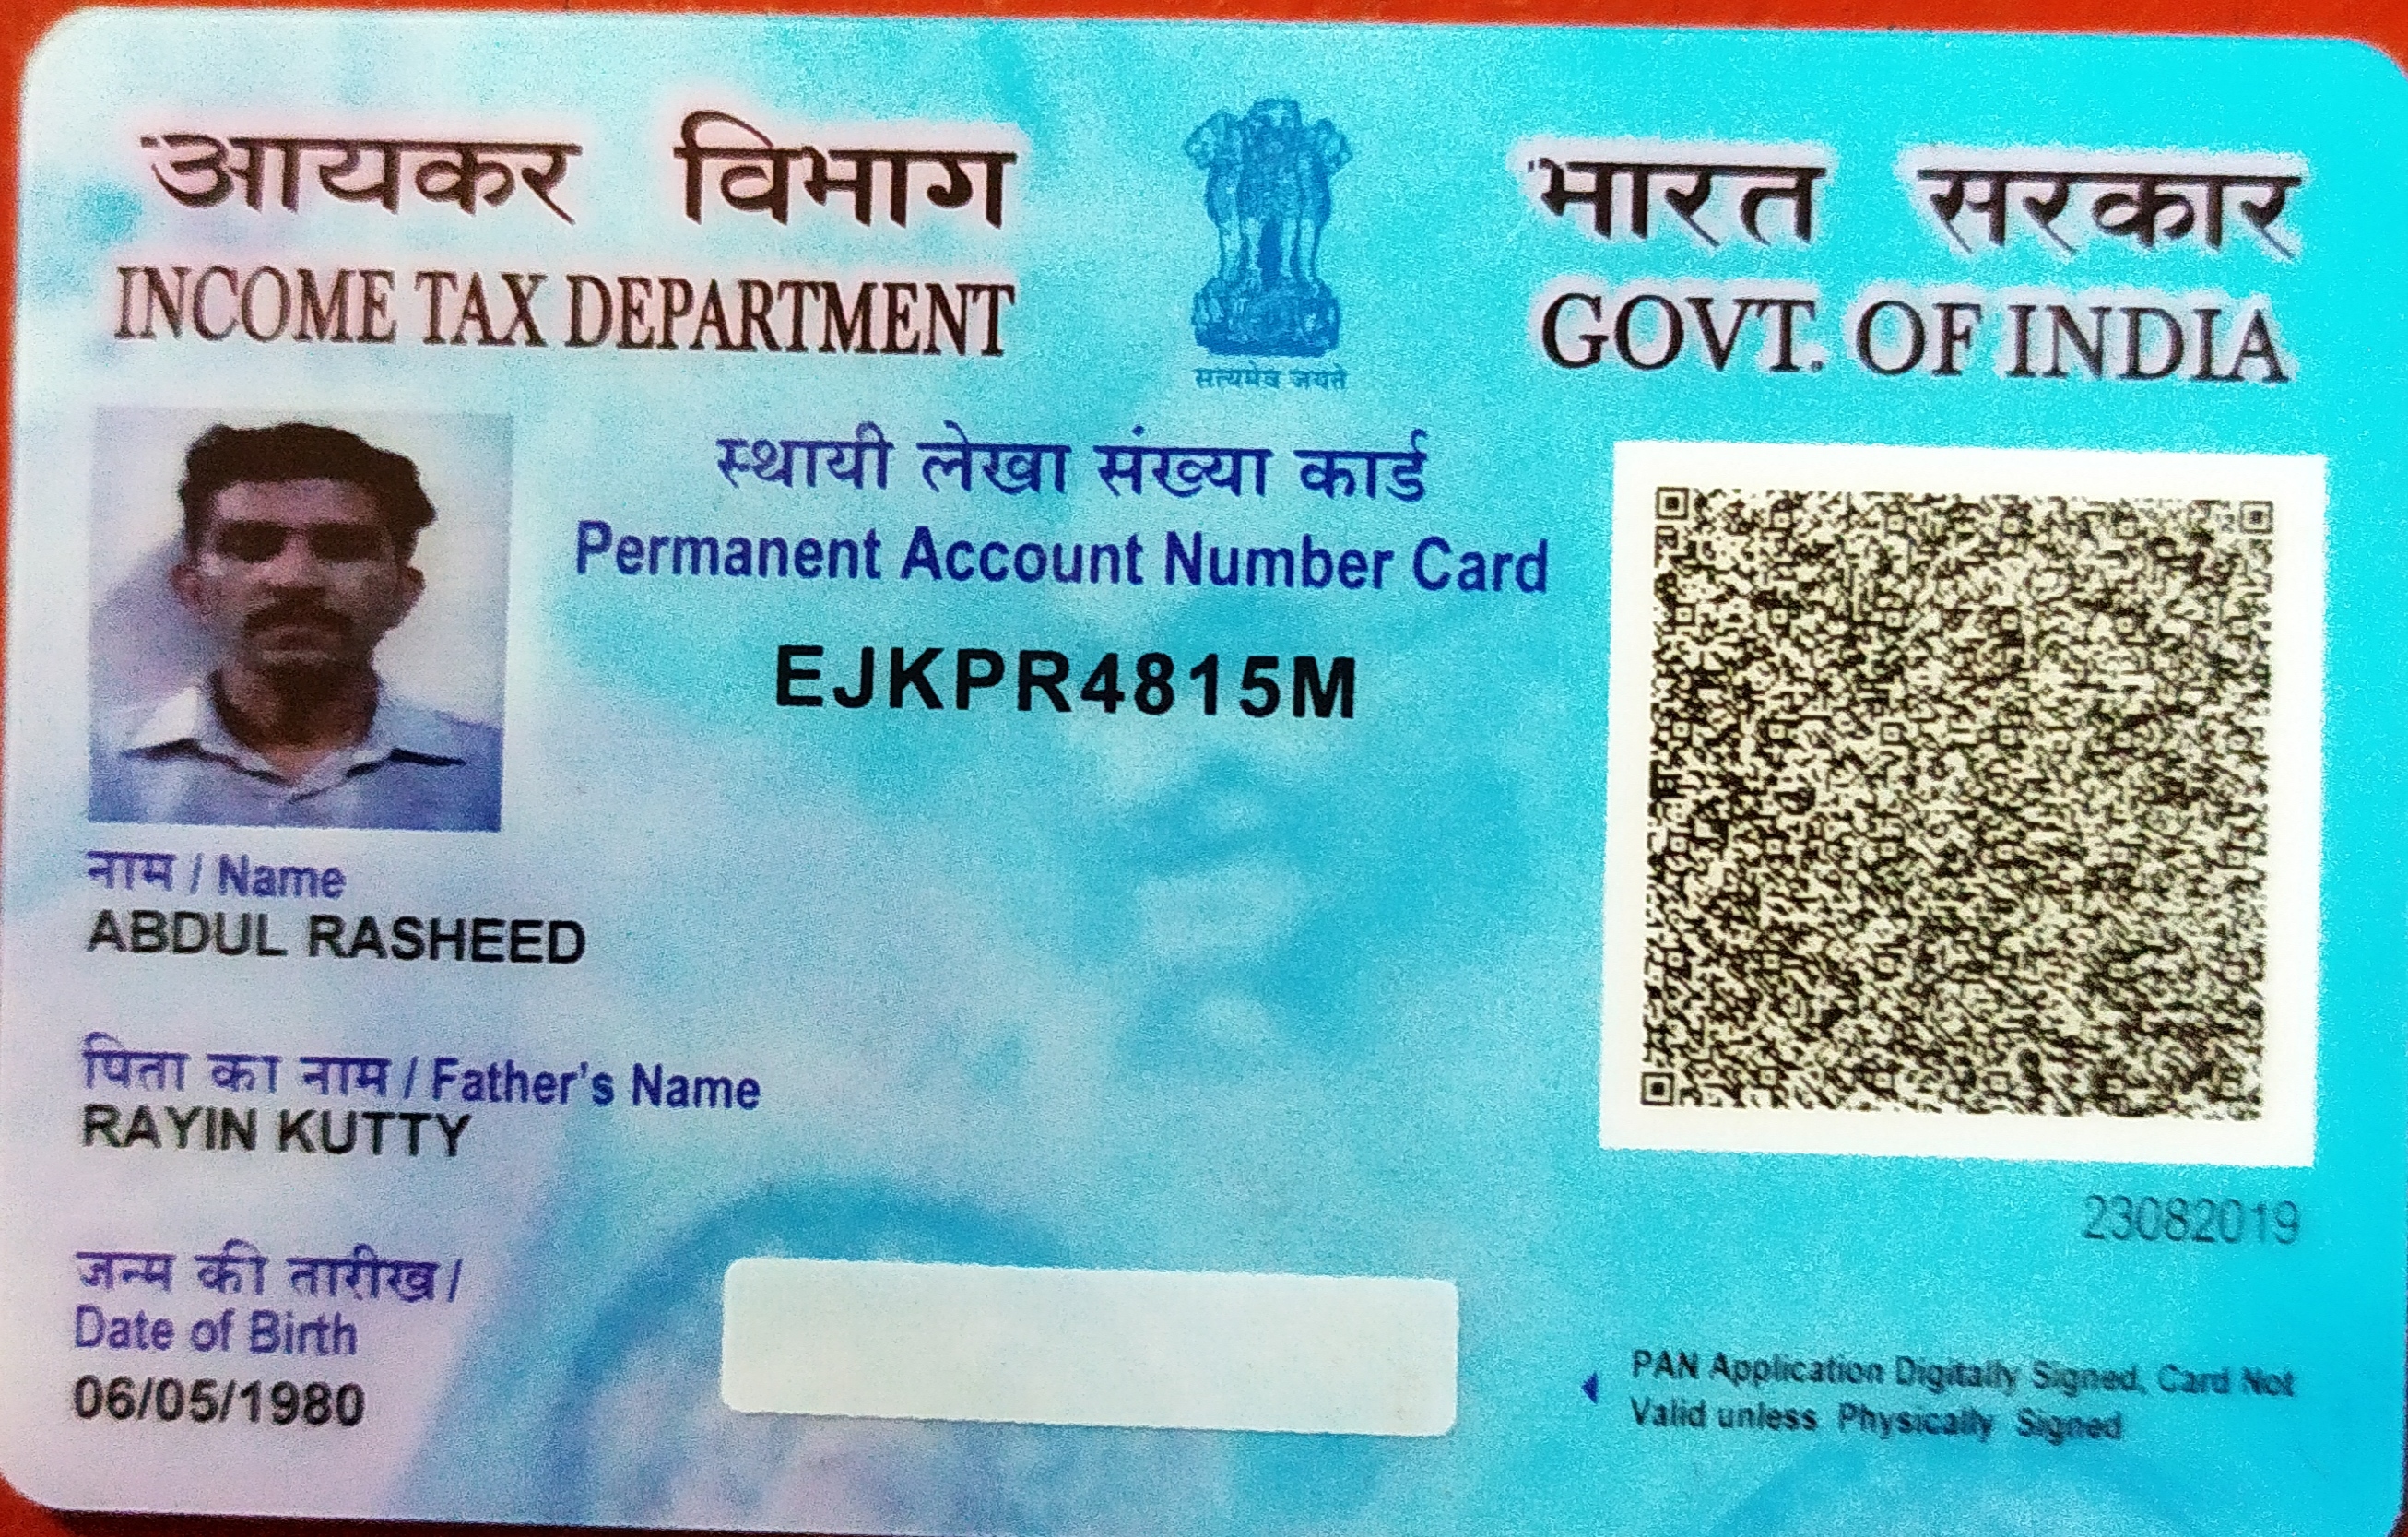 आयकर विभाग
INCOME TAX DEPARTMENT
सत्यमेव जयते
भारत सरकार
GOVT. OF INDIA
स्थायी लेखा संख्या कार्ड
Permanent Account Number Card
EJKPR4815M
नाम / Name
ABDUL RASHEED
पिता का नाम / Father's Name
RAYIN KUTTY
जन्म की तारीख /
Date of Birth
06/05/1980
23082019
PAN Application Digitally Signed, Card Not
Valid unless Physically Signed